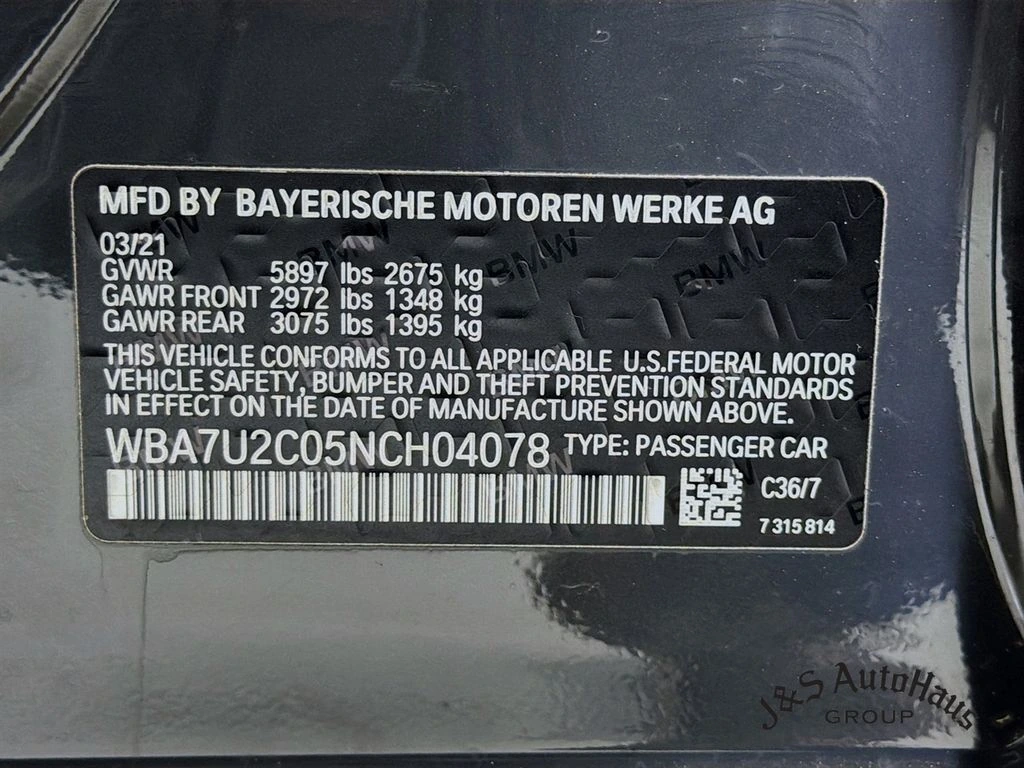 MFD BY BAYERISCHE MOTOREN WERKE AG
03/21
GVWR 5897 lbs 2675 kg
GAWR FRONT 2972 lbs 1348 kg
GAWR REAR 3075 lbs 1395 kg
THIS VEHICLE CONFORMS TO ALL APPLICABLE U.S.FEDERAL MOTOR
VEHICLE SAFETY, BUMPER AND THEFT PREVENTION STANDARDS
IN EFFECT ON THE DATE OF MANUFACTURE SHOWN ABOVE.
WBA7U2C05NCH04078 TYPE: PASSENGER CAR
C36/7
7 315 814
BMW
BMW
BMW
J&S AutoHaus
GROUP